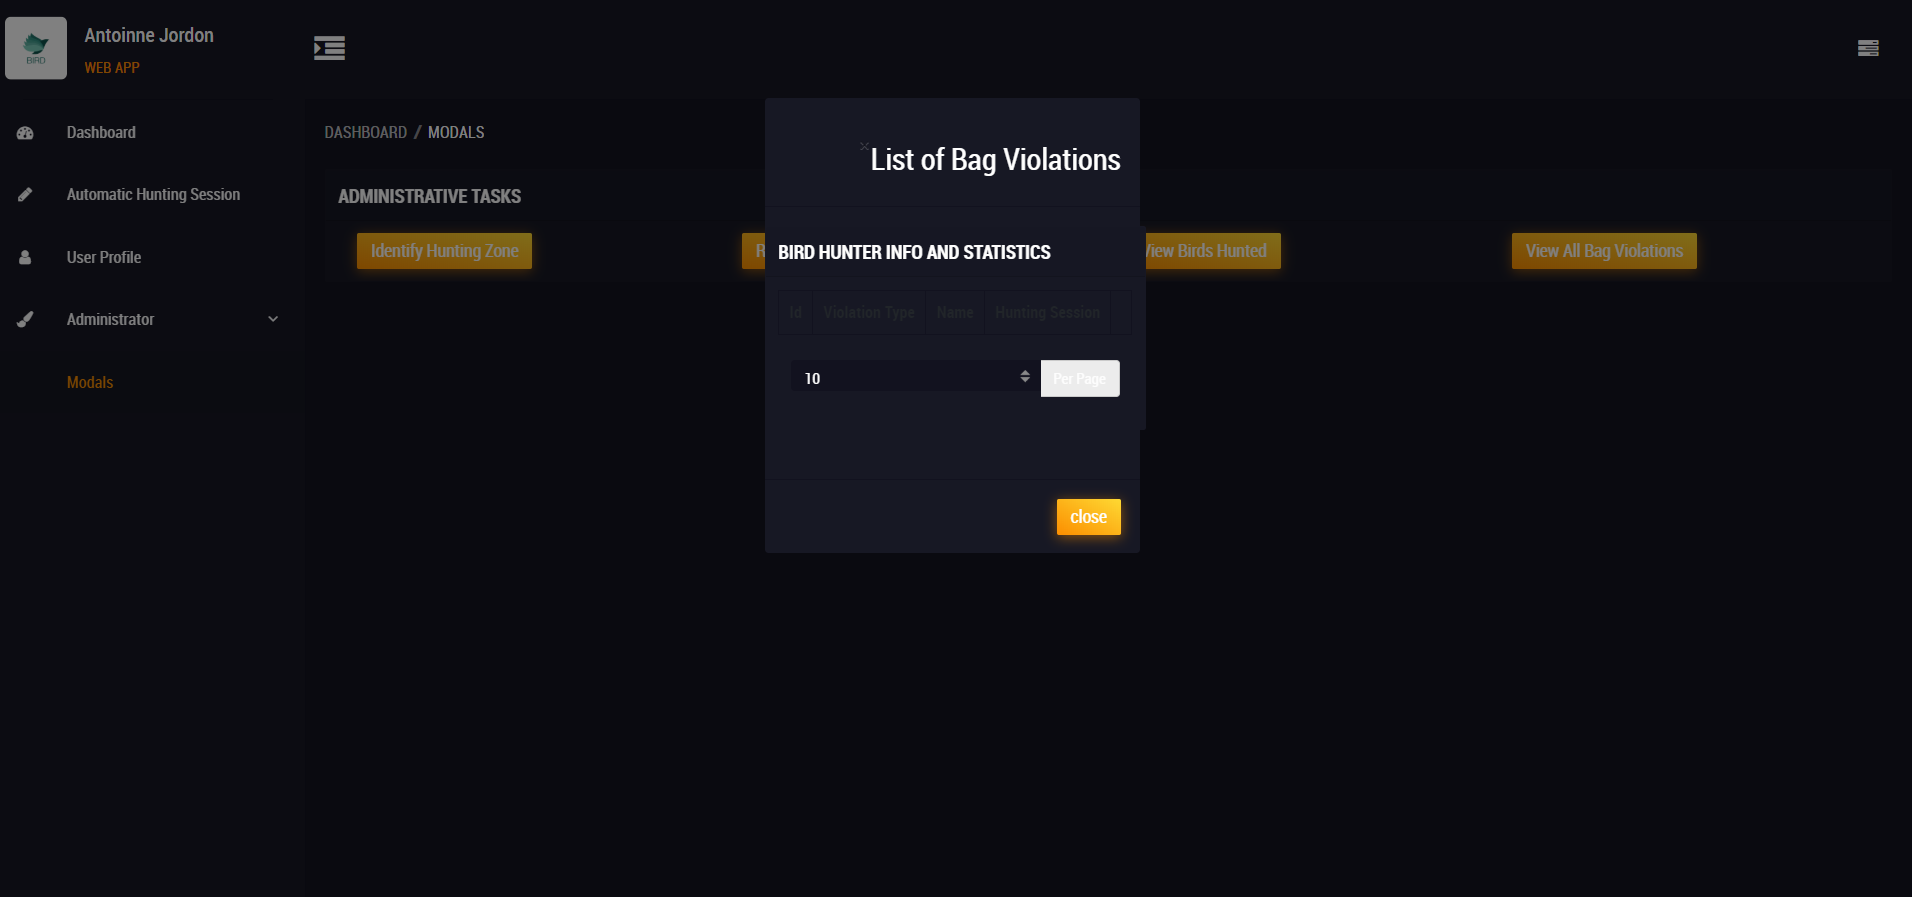 BIRD
Antoinne Jordon
WEB APP
Dashboard
Automatic Hunting Session
User Profile
Administrator
Modals
DASHBOARD / MODALS
ADMINISTRATIVE TASKS
Identify Hunting Zone
View Birds Hunted
View All Bag Violations
×
List of Bag Violations
BIRD HUNTER INFO AND STATISTICS
Id Violation Type Name Hunting Session
10 Per Page
close